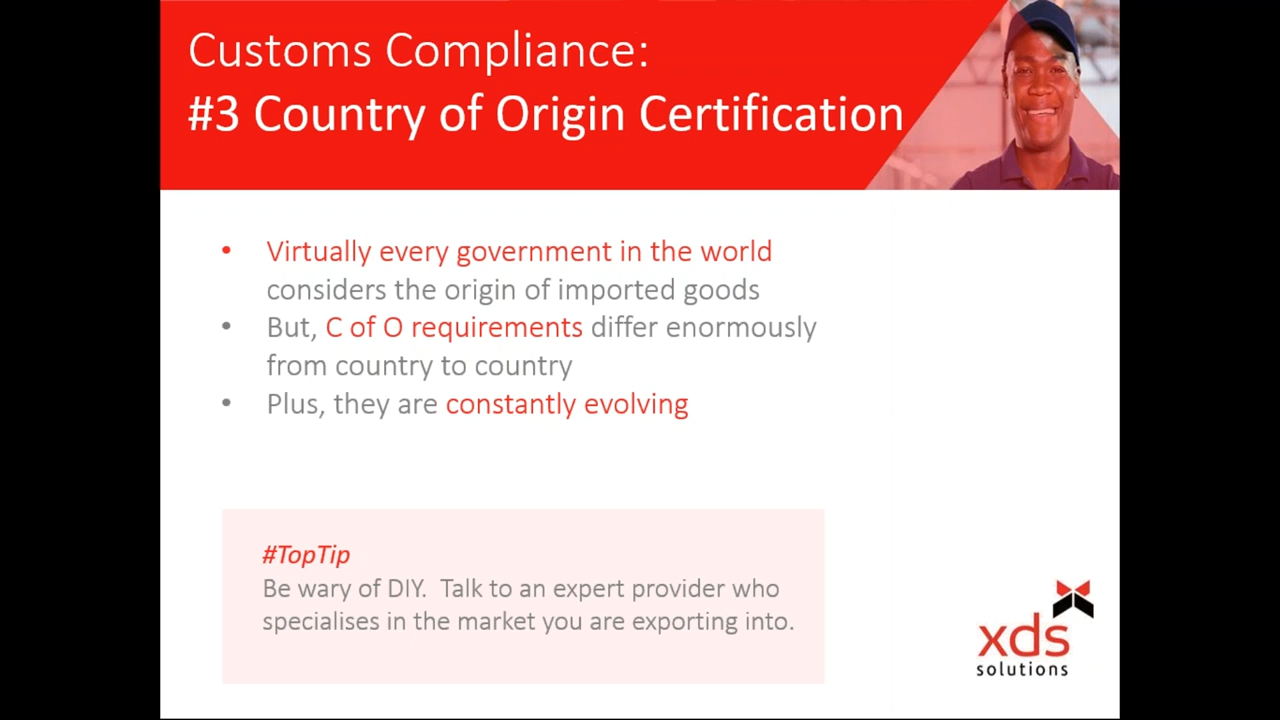 Customs Compliance:
#3 Country of Origin Certification
• Virtually every government in the world
considers the origin of imported goods
• But, C of O requirements differ enormously
from country to country
• Plus, they are constantly evolving
#TopTip
Be wary of DIY.  Talk to an expert provider who
specialises in the market you are exporting into.
xds
solutions